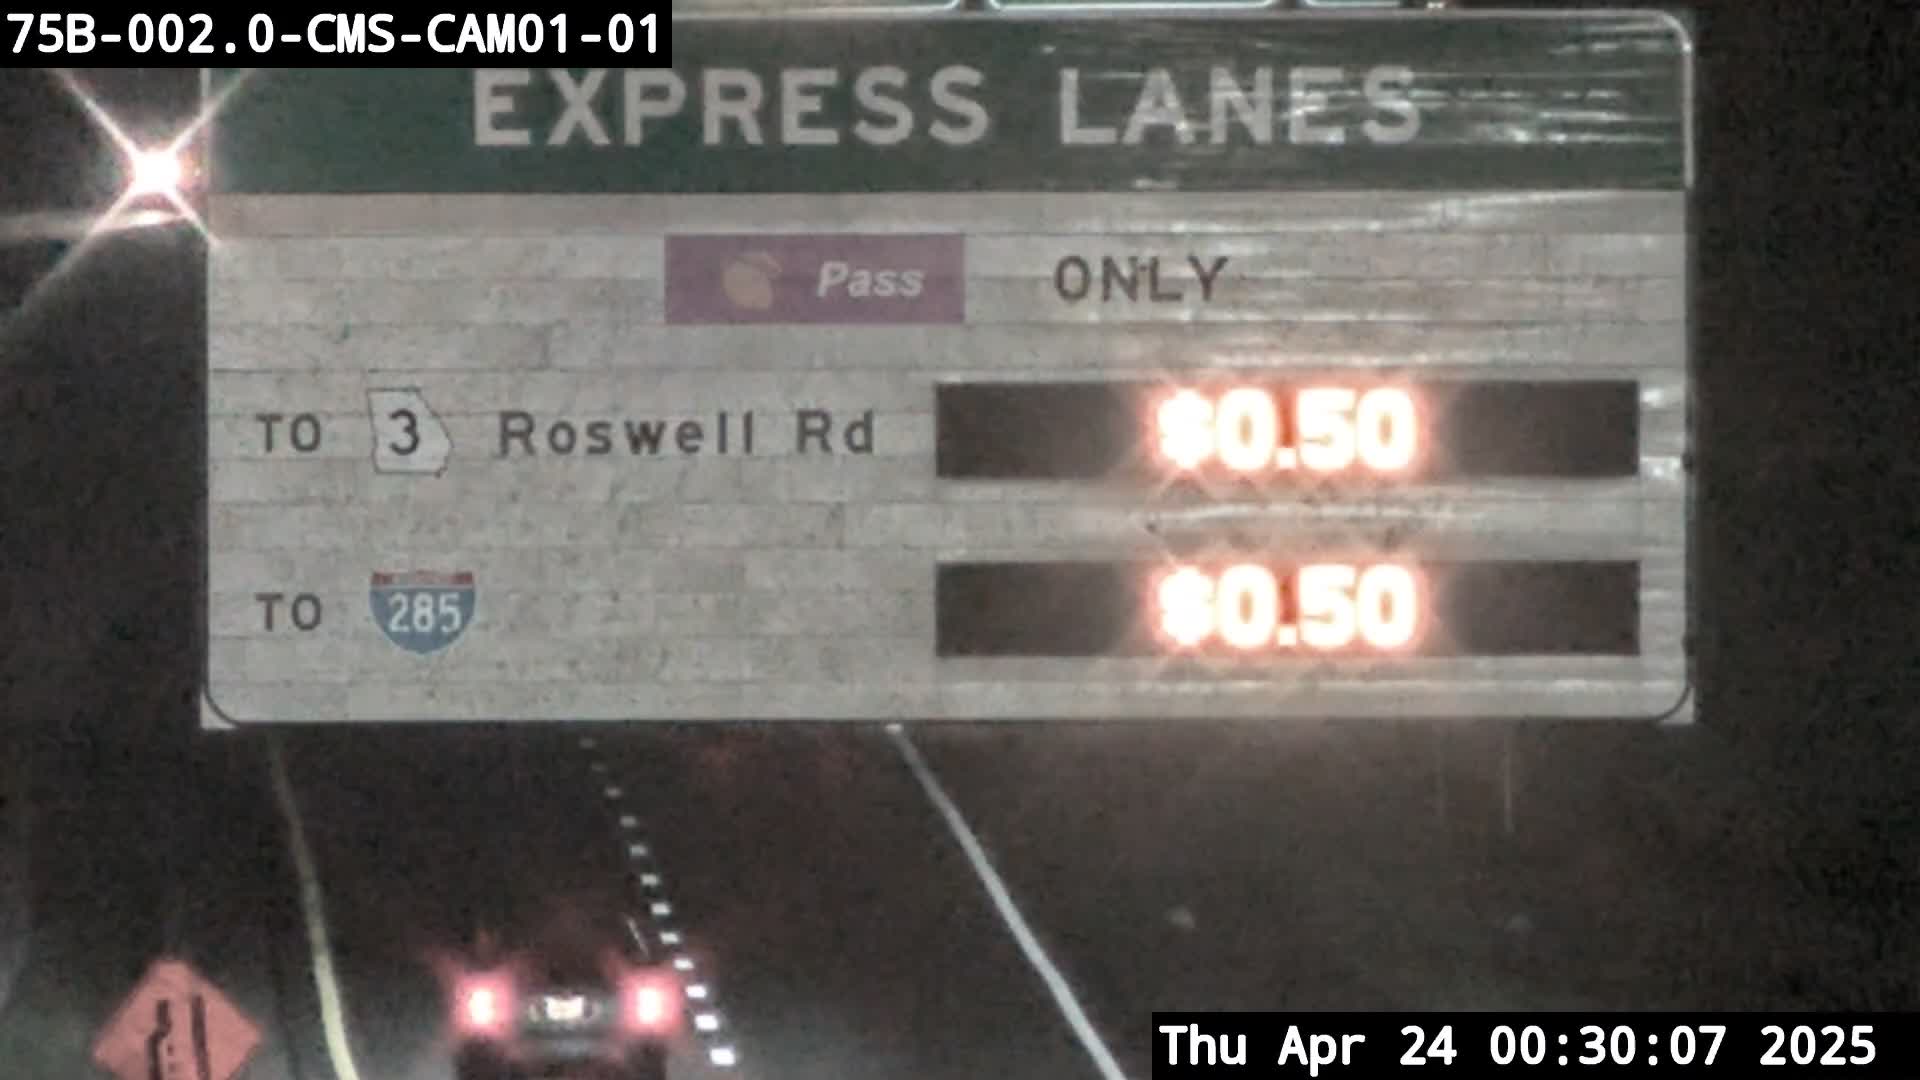 75B-002.0-CMS-CAM01-01
EXPRESS LANES
Pass ONLY
TO 3 Roswell Rd $0.50
TO 285 $0.50
Thu Apr 24 00:30:07 2025